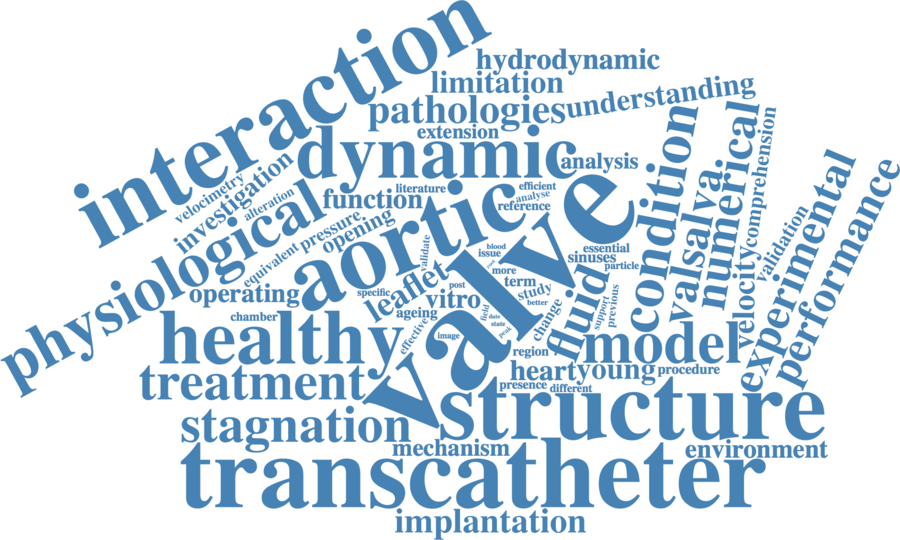 interaction
hydrodynamic
limitation
pathologies
understanding
extension
dynamic
analysis
velocimetry
investigation
alteration
function
literature
efficient
analyse
reference
physiological
equivalent
pressure
opening
aortic
valve
condition
valsalva
numerical
comprehension
velocity
validation
experimental
performance
validate
blood
issue
more
essential
sinuses
particle
operating
specific
leaflet
post
vitro
term
study
better
chamber
ageing
field
date
state
peak
change
fluid
support
previous
healthy
effective
image
region
model
treatment
heart
young
procedure
presence
different
stagnation
structure
mechanism
environment
transcatheter
implantation